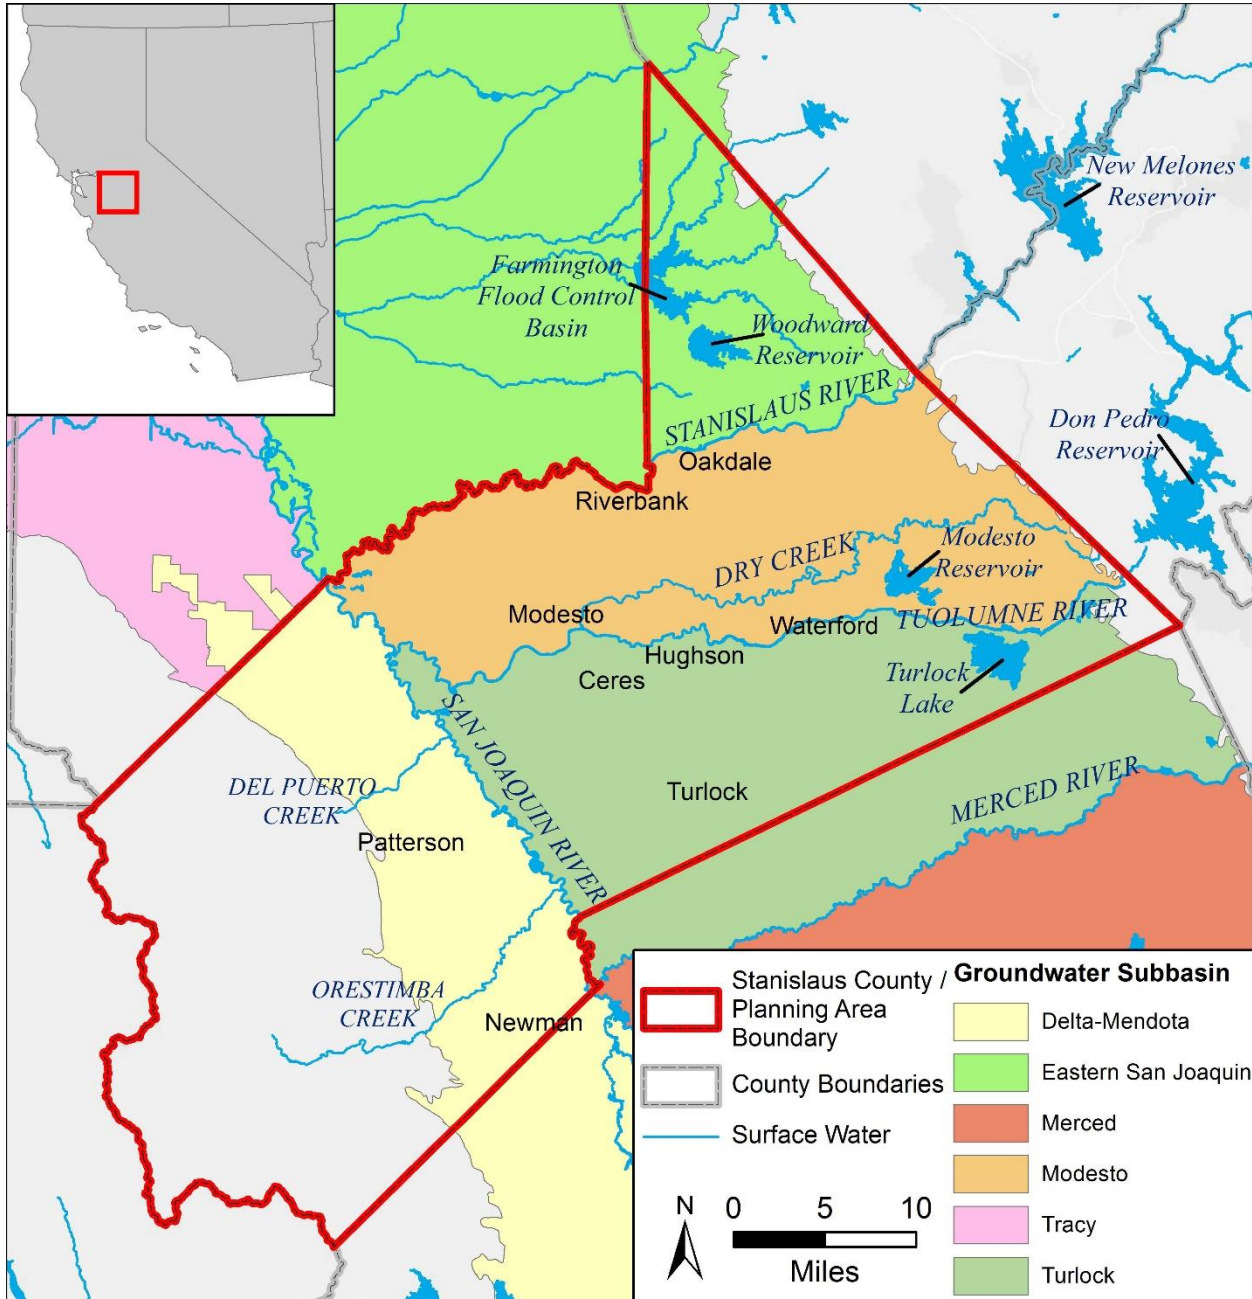 New Melones
Reservoir
Farmington
Flood Control
Basin
Woodward
Reservoir
STANISLAUS RIVER
Don Pedro
Reservoir
Oakdale
Riverbank
DRY CREEK
Modesto
Reservoir
Modesto
Waterford
TUOLUMNE RIVER
Hughson
Ceres
Turlock
Lake
SAN JOAQUIN RIVER
DEL PUERTO
CREEK
Turlock
MERCED RIVER
Patterson
ORESTIMBA
CREEK
Newman
Stanislaus County /
Planning Area
Boundary
County Boundaries
Surface Water
N
0 5 10
Miles
Groundwater Subbasin
Delta-Mendota
Eastern San Joaquin
Merced
Modesto
Tracy
Turlock